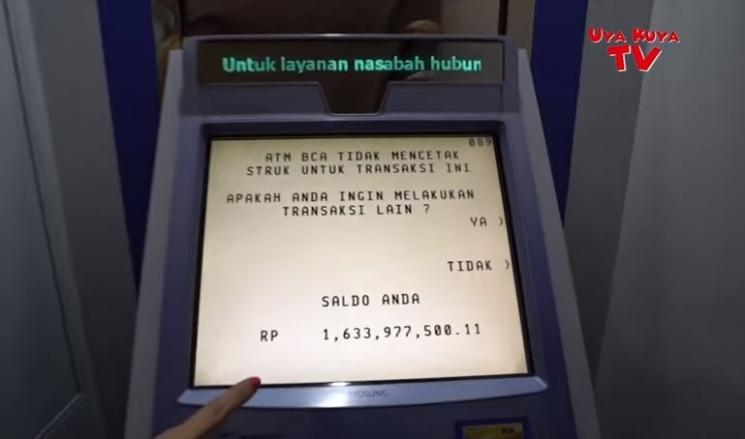 UYA KUYA
TV
Untuk layanan nasabah hubun
089
ATM BCA TIDAK MENCETAK
STRUK UNTUK TRANSAKSI INI
APAKAH ANDA INGIN MELAKUKAN
TRANSAKSI LAIN ?
YA >
TIDAK >
SALDO ANDA
RP 1,633,977,500.11
YOSUNG